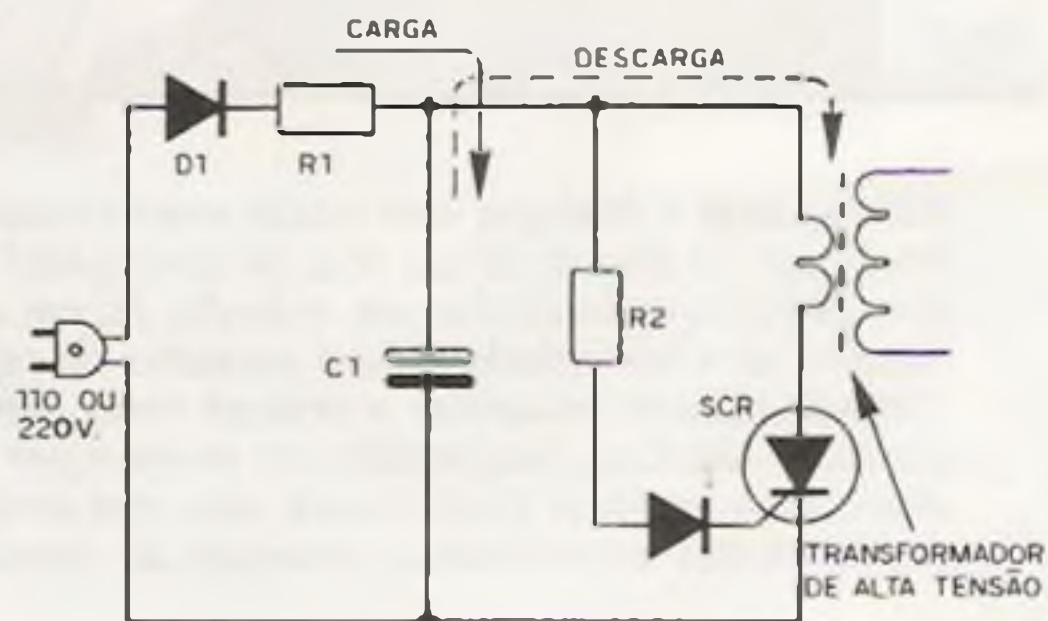 CARGA
DESCARGA
D1
R1
R2
C1
110 OU
220V.
SCR
TRANSFORMADOR
DE ALTA TENSÃO